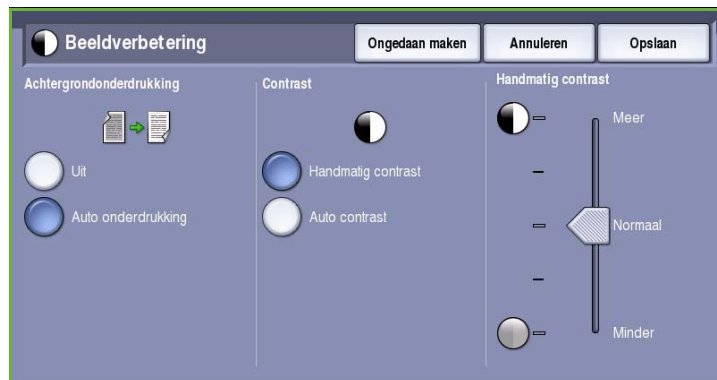 Beeldverbetering
Ongedaan maken
Annuleren
Opslaan
Achtergrondonderdrukking
Uit
Auto onderdrukking
Contrast
Handmatig contrast
Auto contrast
Handmatig contrast
Meer
Normaal
Minder